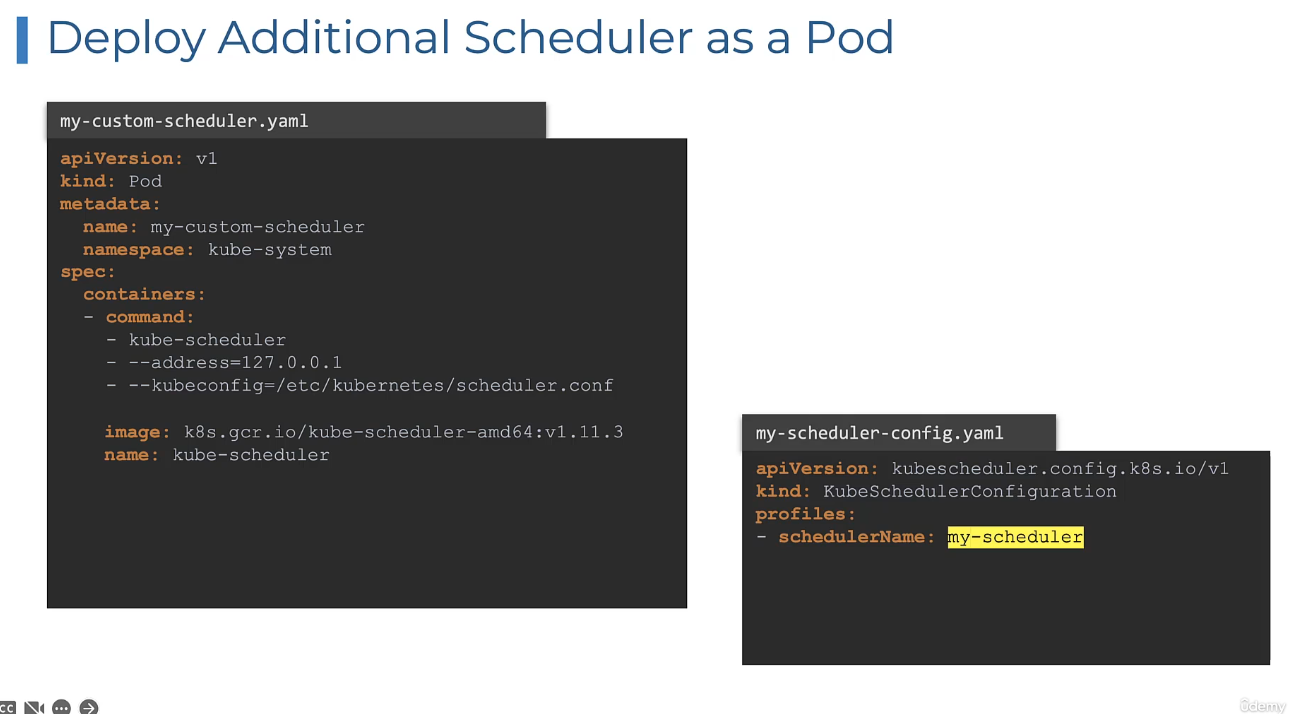 Deploy Additional Scheduler as a Pod
my-custom-scheduler.yaml
apiVersion: v1
kind: Pod
metadata:
  name: my-custom-scheduler
  namespace: kube-system
spec:
  containers:
  - command:
    - kube-scheduler
    - --address=127.0.0.1
    - --kubeconfig=/etc/kubernetes/scheduler.conf
    image: k8s.gcr.io/kube-scheduler-amd64:v1.11.3
    name: kube-scheduler
my-scheduler-config.yaml
apiVersion: kubescheduler.config.k8s.io/v1
kind: KubeSchedulerConfiguration
profiles:
- schedulerName: my-scheduler
CC
ûdemy